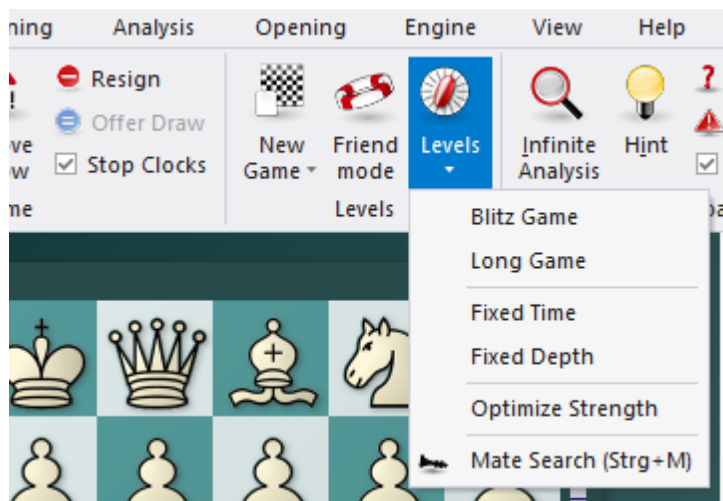 Analysis Opening Engine View Help
Resign
Offer Draw
Stop Clocks
New Game
Friend mode
Levels
Infinite Analysis
Hint
Levels
Blitz Game
Long Game
Fixed Time
Fixed Depth
Optimize Strength
Mate Search (Strg+M)